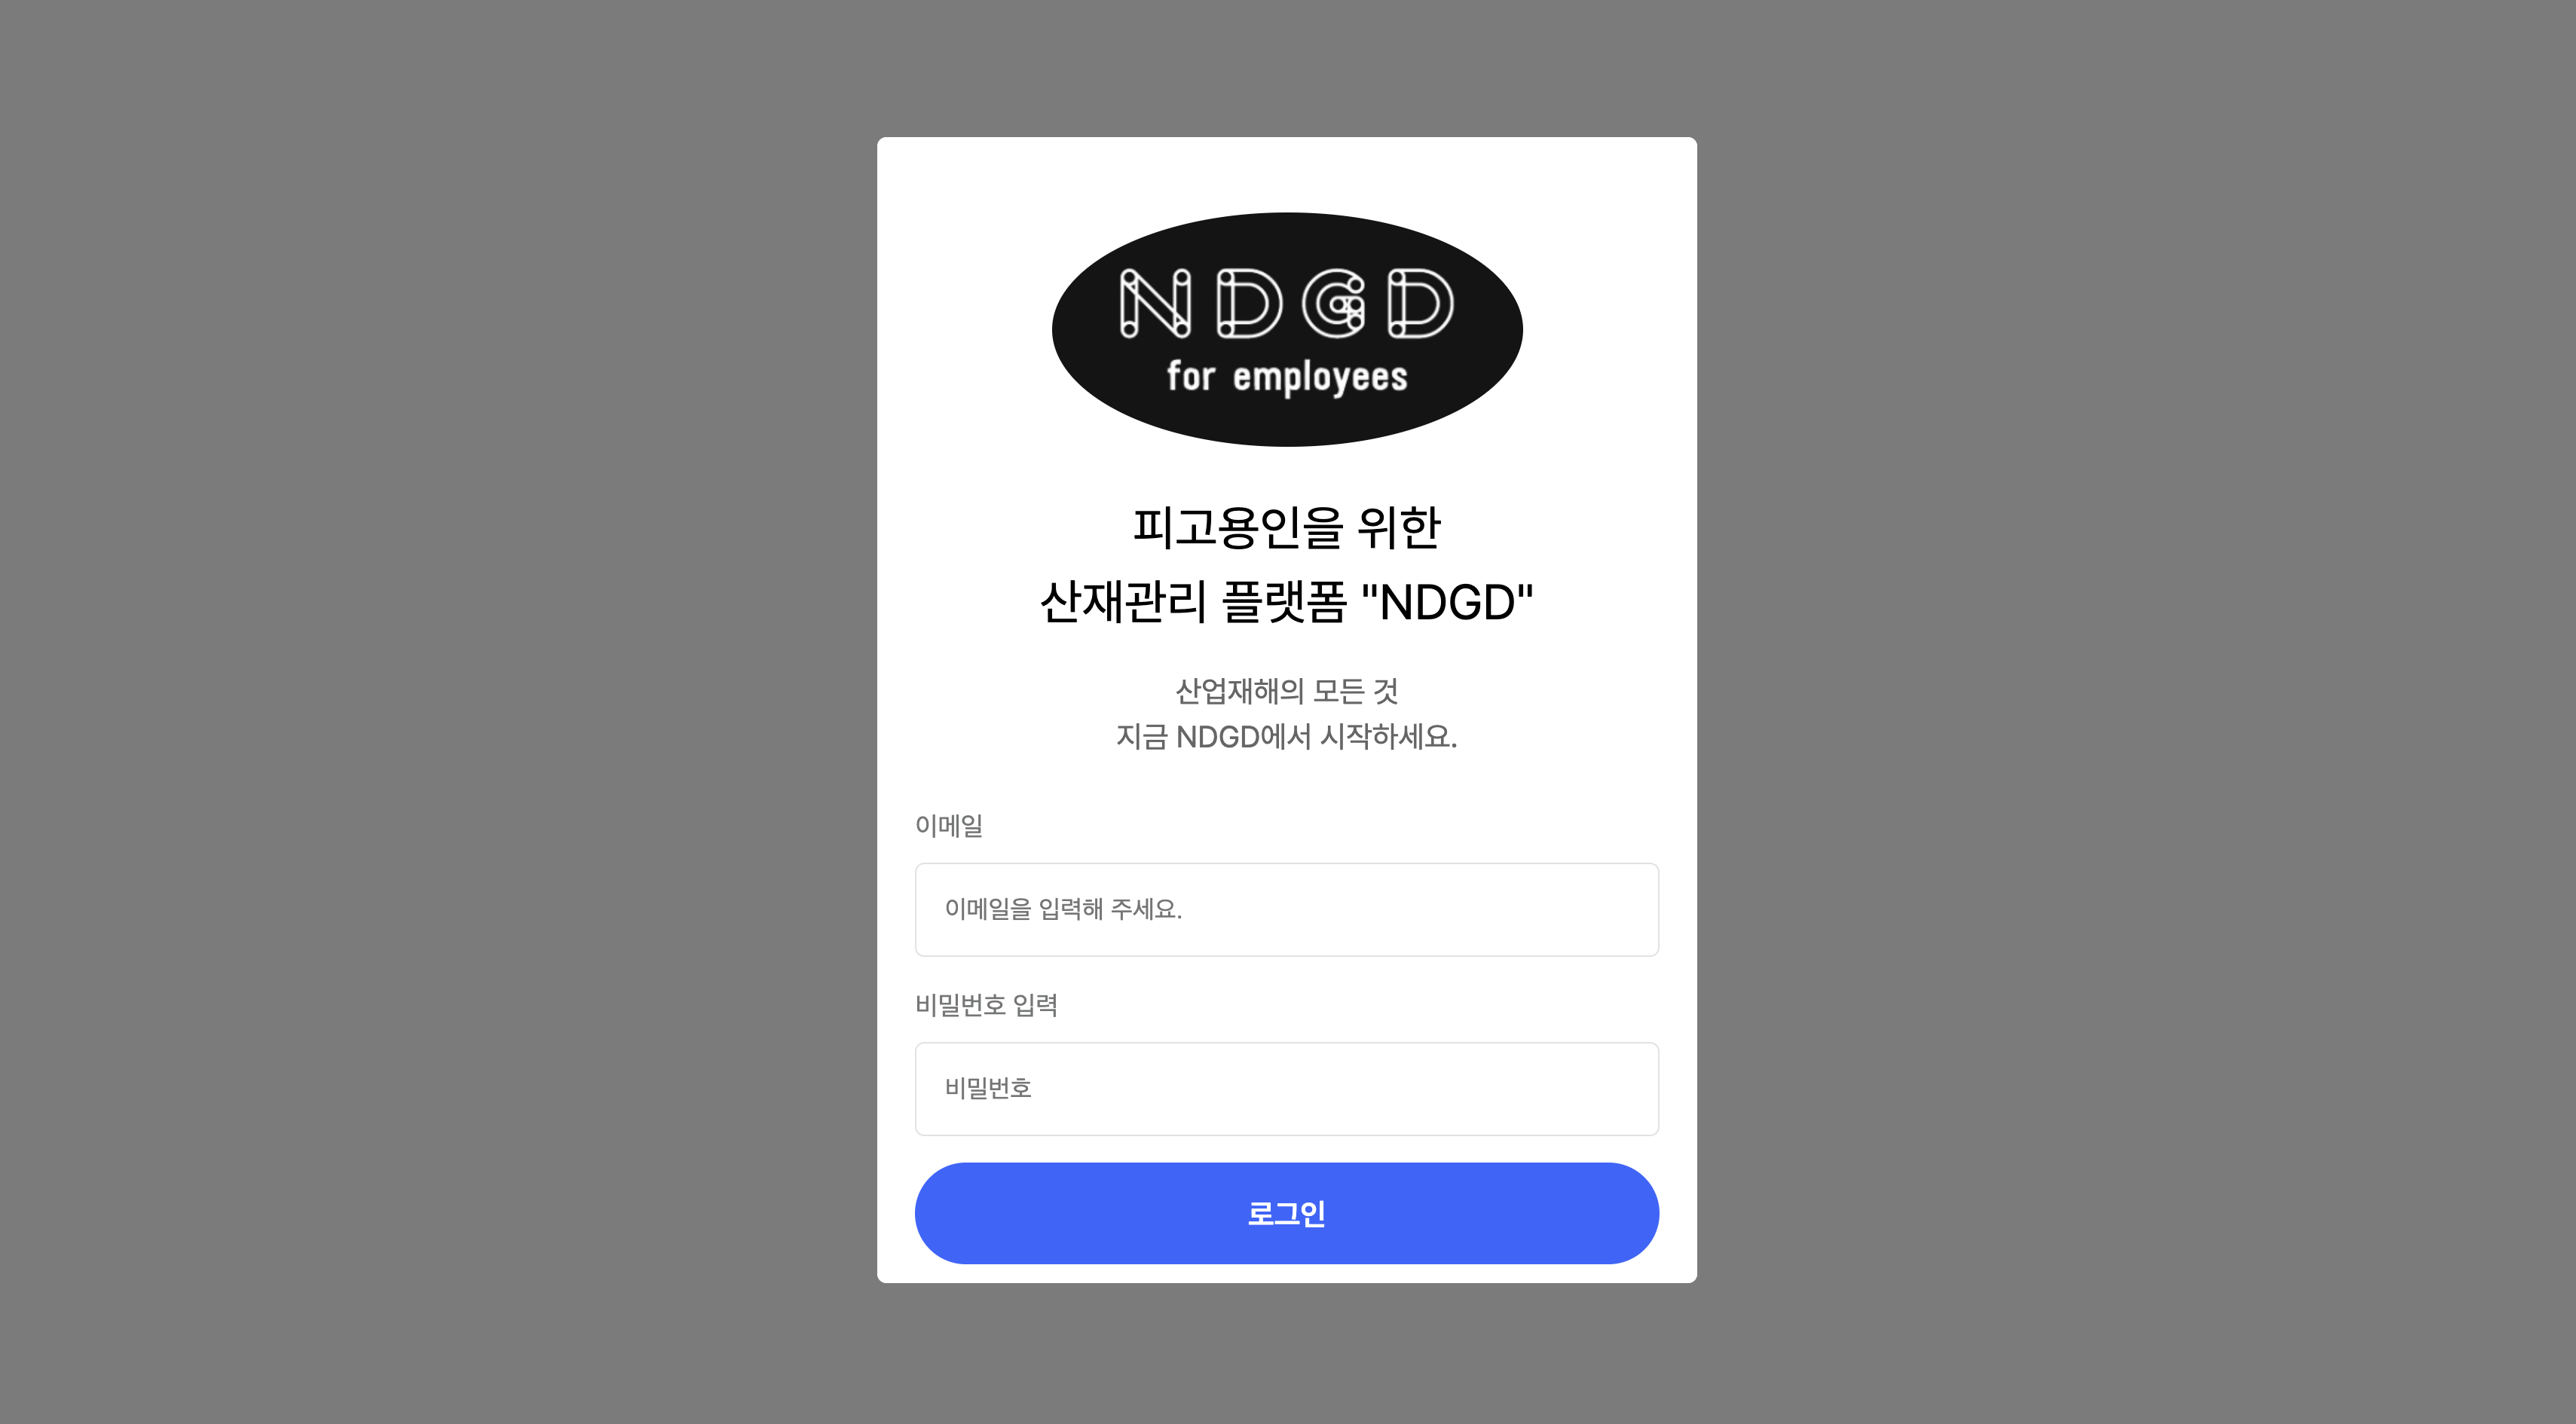 NDGD
for employees
피고용인을 위한
산재관리 플랫폼 "NDGD"
산업재해의 모든 것
지금 NDGD에서 시작하세요.
이메일
이메일을 입력해 주세요.
비밀번호 입력
비밀번호
로그인